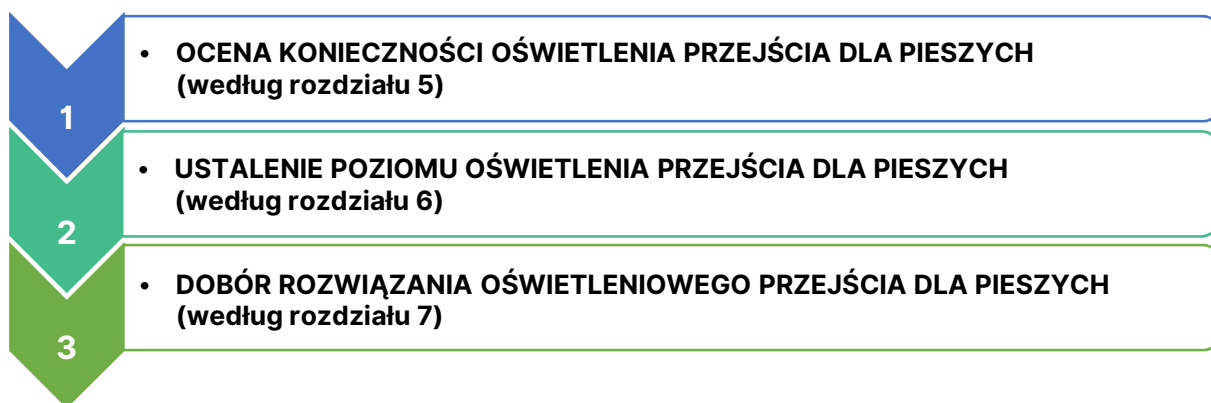 1
• OCENA KONIECZNOŚCI OŚWIETLENIA PRZEJŚCIA DLA PIESZYCH
(według rozdziału 5)
2
• USTALENIE POZIOMU OŚWIETLENIA PRZEJŚCIA DLA PIESZYCH
(według rozdziału 6)
3
• DOBÓR ROZWIĄZANIA OŚWIETLENIOWEGO PRZEJŚCIA DLA PIESZYCH
(według rozdziału 7)